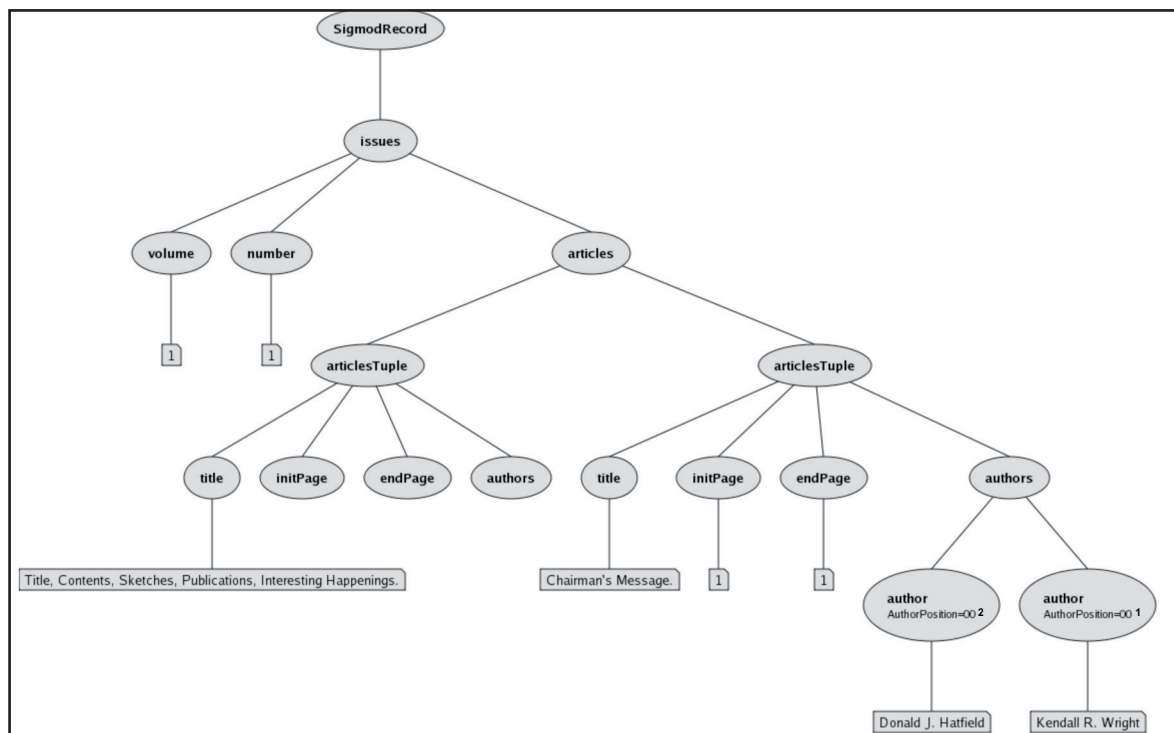 SigmodRecord
issues
volume
number
articles
1
1
articlesTuple
articlesTuple
title
initPage
endPage
authors
title
initPage
endPage
authors
Title, Contents, Sketches, Publications, Interesting Happenings.
Chairman's Message.
1
1
author
AuthorPosition=00 2
author
AuthorPosition=00 1
Donald J. Hatfield
Kendall R. Wright